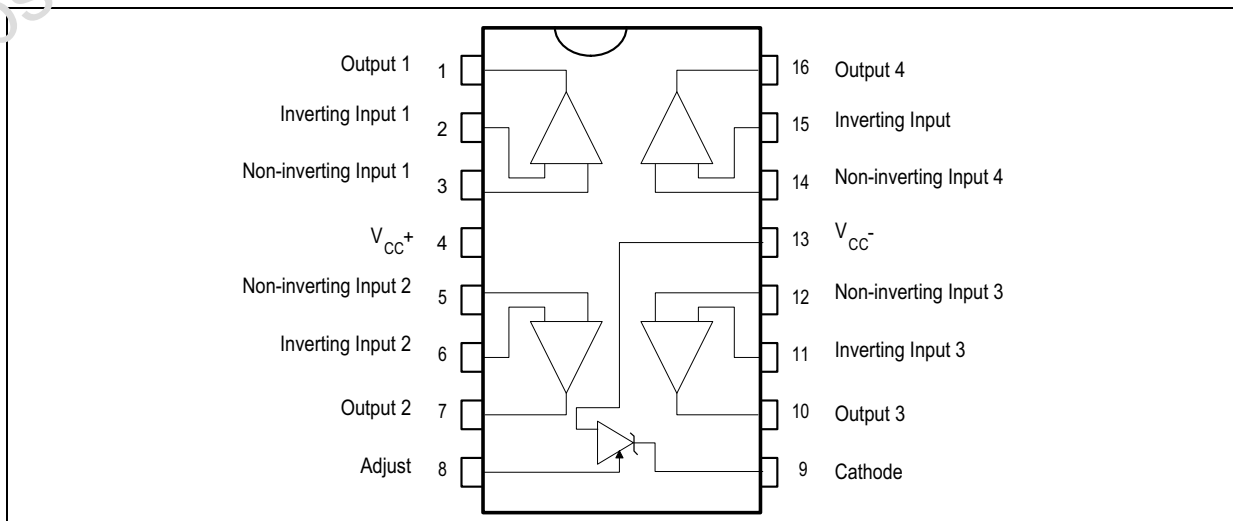 Output 1 1
Inverting Input 1 2
Non-inverting Input 1 3
VCC+ 4
Non-inverting Input 2 5
Inverting Input 2 6
Output 2 7
Adjust 8
16 Output 4
15 Inverting Input
14 Non-inverting Input 4
13 VCC-
12 Non-inverting Input 3
11 Inverting Input 3
10 Output 3
9 Cathode